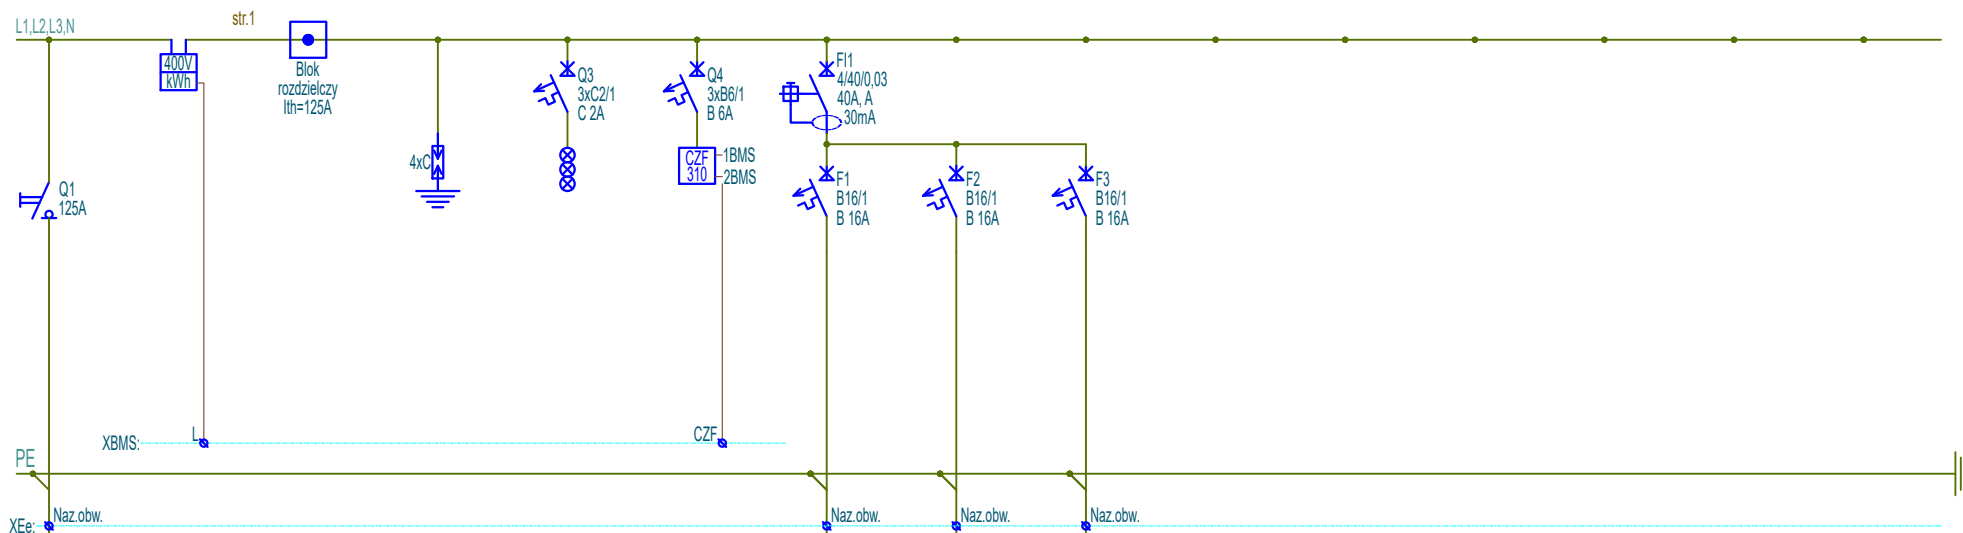 str.1
L1,L2,L3,N
400V
kWh
Blok
rozdzielczy
Ith=125A
4xC
Q1
125A
Q3
3xC2/1
C 2A
Q4
3xB6/1
B 6A
CZF
310
1BMS
2BMS
FI1
4/40/0,03
40A, A
30mA
F1
B16/1
B 16A
F2
B16/1
B 16A
F3
B16/1
B 16A
XBMS:
L
CZF
PE
XEe:
Naz.obw.
Naz.obw.
Naz.obw.
Naz.obw.